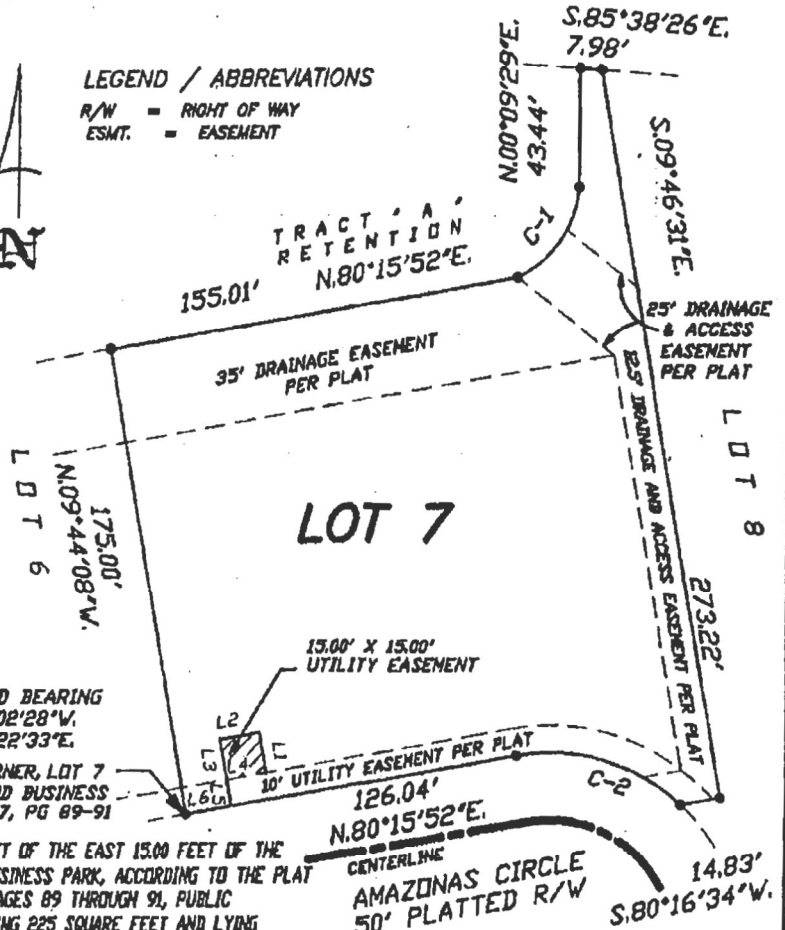 S.85°38'26"E.
7.98'
LEGEND / ABBREVIATIONS
R/W = RIGHT OF WAY
ESMT. = EASEMENT
N.00°09'29"E.
43.44'
S.09°46'31"E.
N
TRACT 'A'
RETENTION
C-1
155.01'
N.80°15'52"E.
25' DRAINAGE
& ACCESS
EASEMENT
PER PLAT
35' DRAINAGE EASEMENT
PER PLAT
12.5' DRAINAGE AND ACCESS EASEMENT PER PLAT
LOT 8
LOT 6
N.09°44'08"W.
175.00'
LOT 7
273.22'
15.00' X 15.00'
UTILITY EASEMENT
D BEARING
02'28"W.
22'33"E.
L2
L3
L4
L1
RNER, LOT 7
D BUSINESS
7, PG 89-91
L6
L5
10' UTILITY EASEMENT PER PLAT
C-2
126.04'
N.80°15'52"E.
CENTERLINE
14.83'
S.80°16'34"W.
AMAZONAS CIRCLE
50' PLATTED R/W
T OF THE EAST 15.00 FEET OF THE
SINESS PARK, ACCORDING TO THE PLAT
AGES 89 THROUGH 91, PUBLIC
NG 225 SQUARE FEET AND LYING